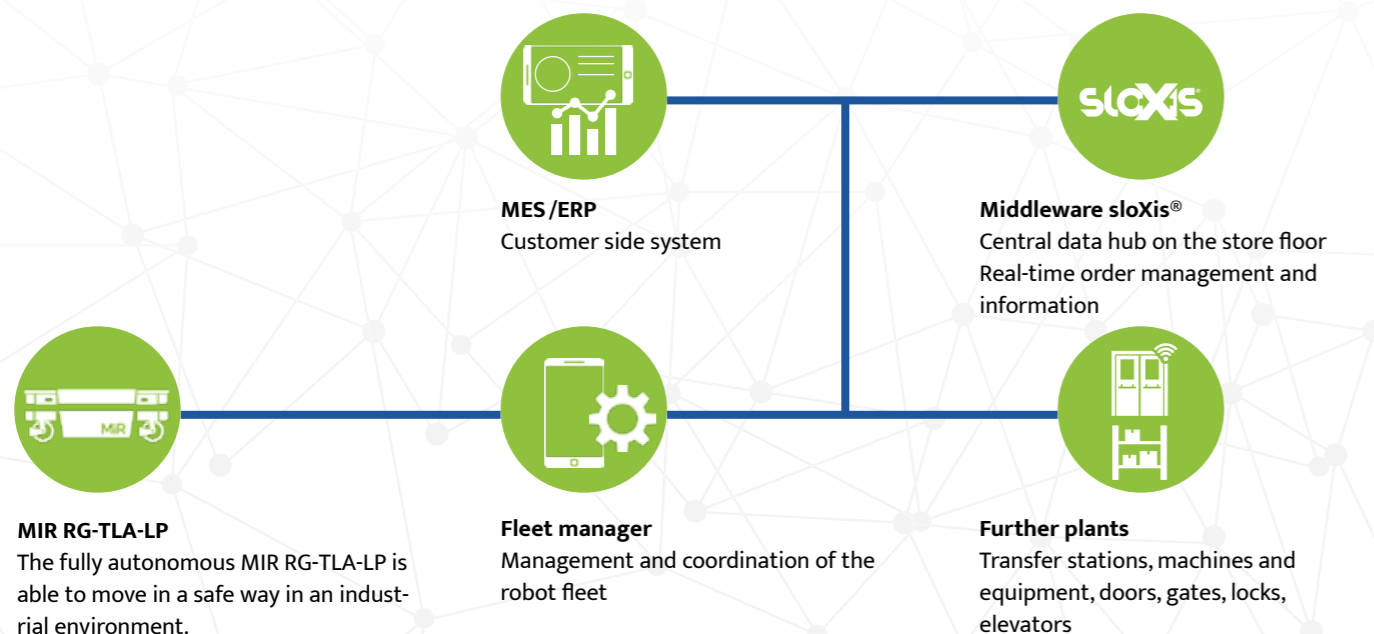 sloXis
MES/ERP
Customer side system
Middleware sloXis®
Central data hub on the store floor
Real-time order management and
information
MiR
MIR RG-TLA-LP
The fully autonomous MIR RG-TLA-LP is
able to move in a safe way in an indust-
rial environment.
Fleet manager
Management and coordination of the
robot fleet
Further plants
Transfer stations, machines and
equipment, doors, gates, locks,
elevators